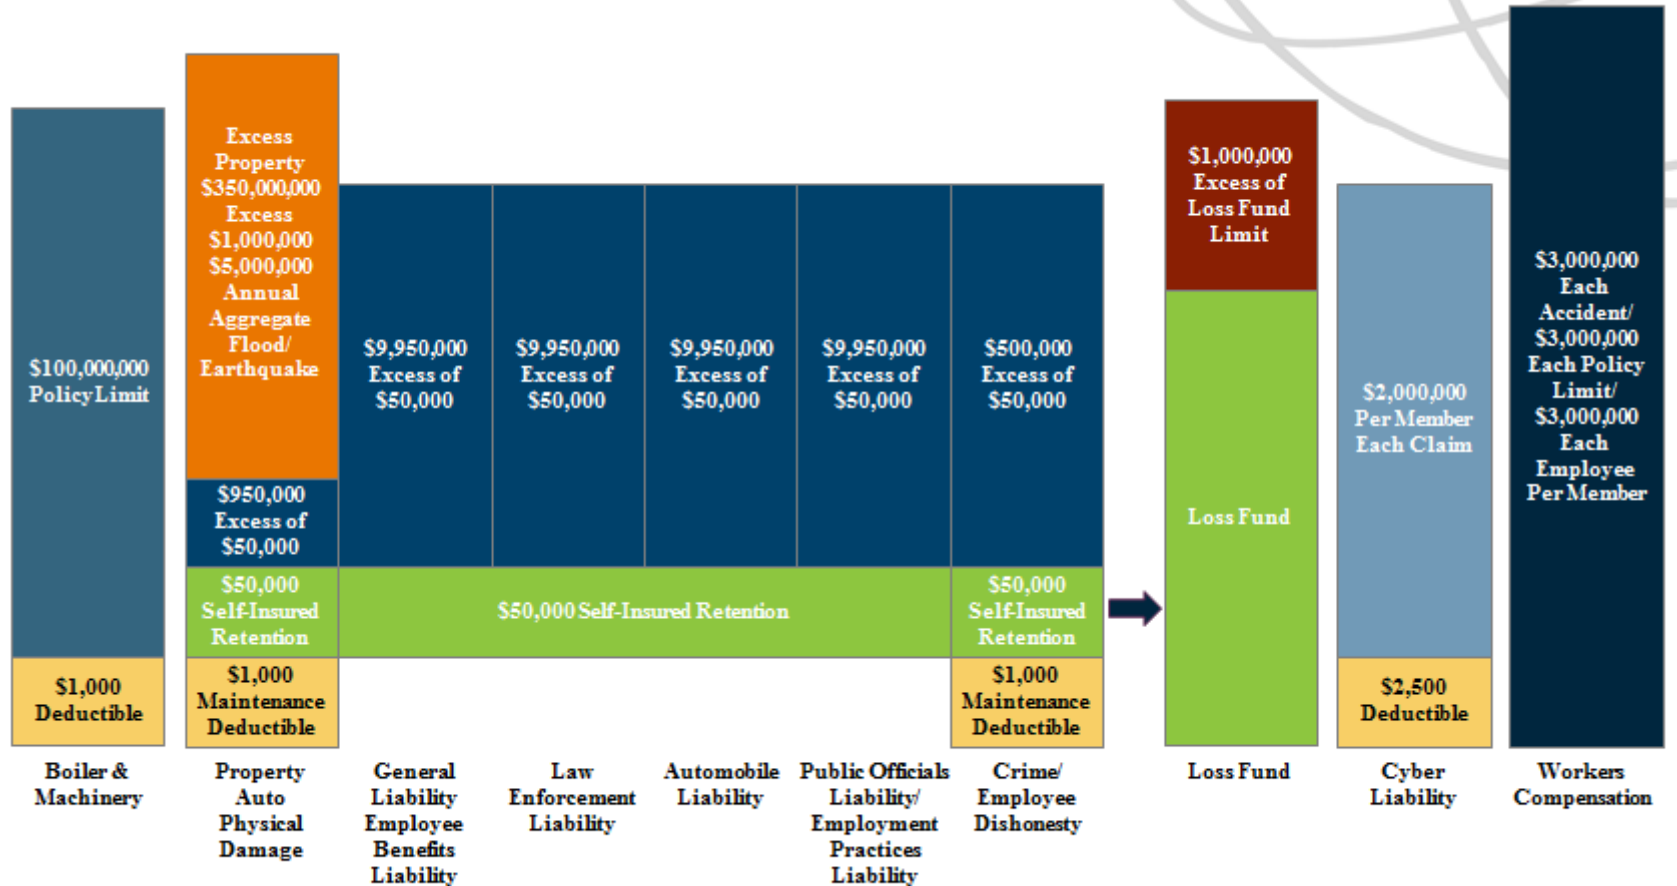 $100,000,000
Policy Limit
$1,000
Deductible
Boiler &
Machinery
Excess
Property
$350,000,000
Excess
$1,000,000
$5,000,000
Annual
Aggregate
Flood/
Earthquake
$950,000
Excess of
$50,000
$50,000
Self-Insured
Retention
$1,000
Maintenance
Deductible
Property
Auto
Physical
Damage
$9,950,000
Excess of
$50,000
$50,000 Self-Insured Retention
General
Liability
Employee
Benefits
Liability
$9,950,000
Excess of
$50,000
Law
Enforcement
Liability
$9,950,000
Excess of
$50,000
Automobile
Liability
$9,950,000
Excess of
$50,000
Public Officials
Liability/
Employment
Practices
Liability
$500,000
Excess of
$50,000
$50,000
Self-Insured
Retention
$1,000
Maintenance
Deductible
Crime/
Employee
Dishonesty
$1,000,000
Excess of
Loss Fund
Limit
Loss Fund
Loss Fund
$2,000,000
Per Member
Each Claim
$2,500
Deductible
Cyber
Liability
$3,000,000
Each
Accident/
$3,000,000
Each Policy
Limit/
$3,000,000
Each
Employee
Per Member
Workers
Compensation